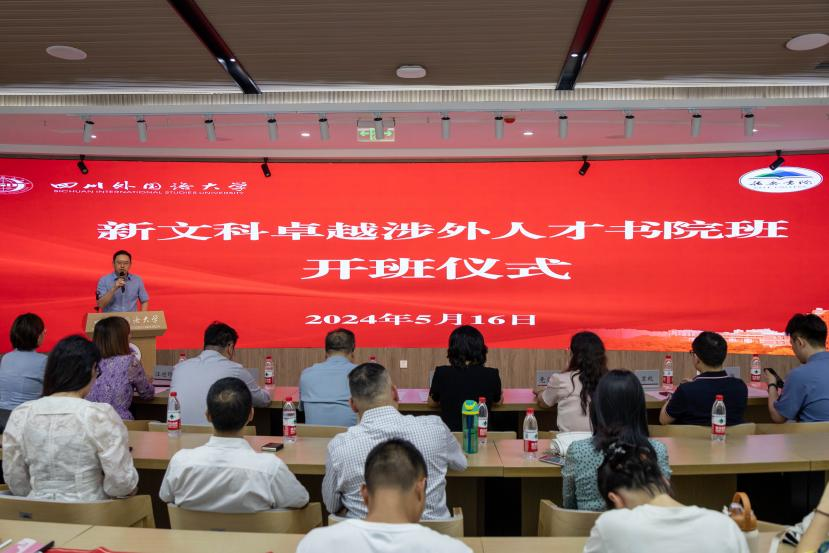 四川外国语大学
SICHUAN INTERNATIONAL STUDIES UNIVERSITY
新文科卓越涉外人才书院班
开班仪式
2024年5月16日